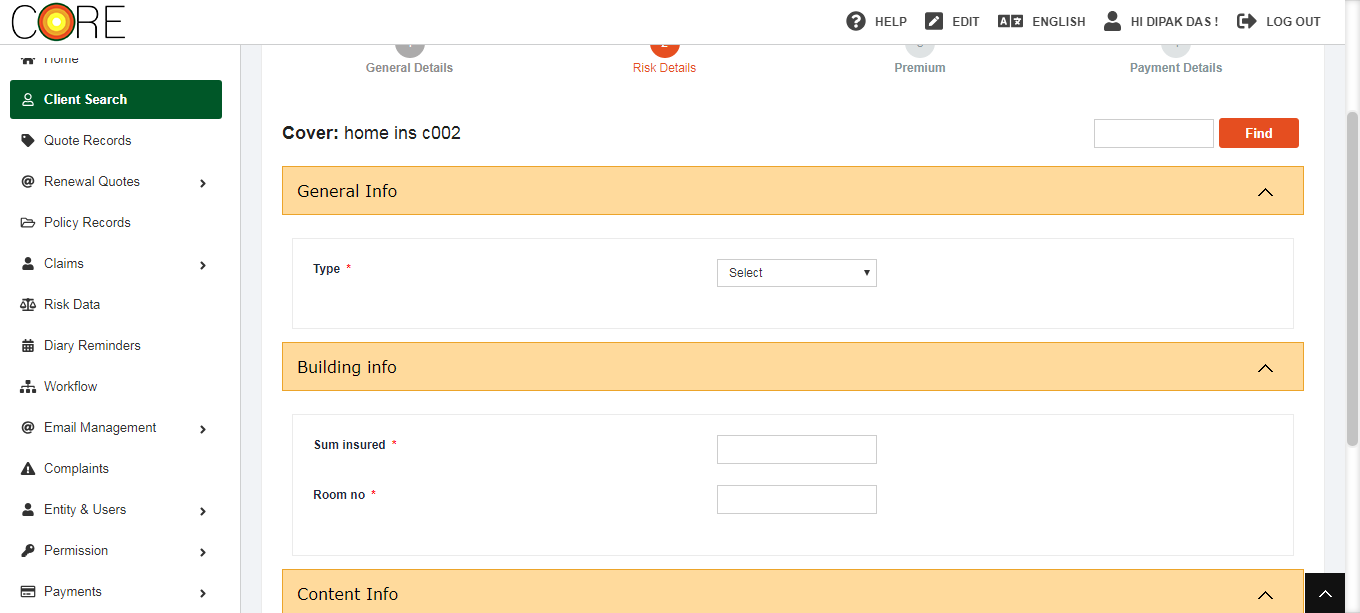 CORE
HELP
EDIT
ENGLISH
HI DIPAK DAS !
LOG OUT
Home
Client Search
Quote Records
Renewal Quotes
Policy Records
Claims
Risk Data
Diary Reminders
Workflow
Email Management
Complaints
Entity & Users
Permission
Payments
General Details
Risk Details
Premium
Payment Details
Cover: home ins c002
Find
General Info
Type *
Select
Building info
Sum insured *
Room no *
Content Info